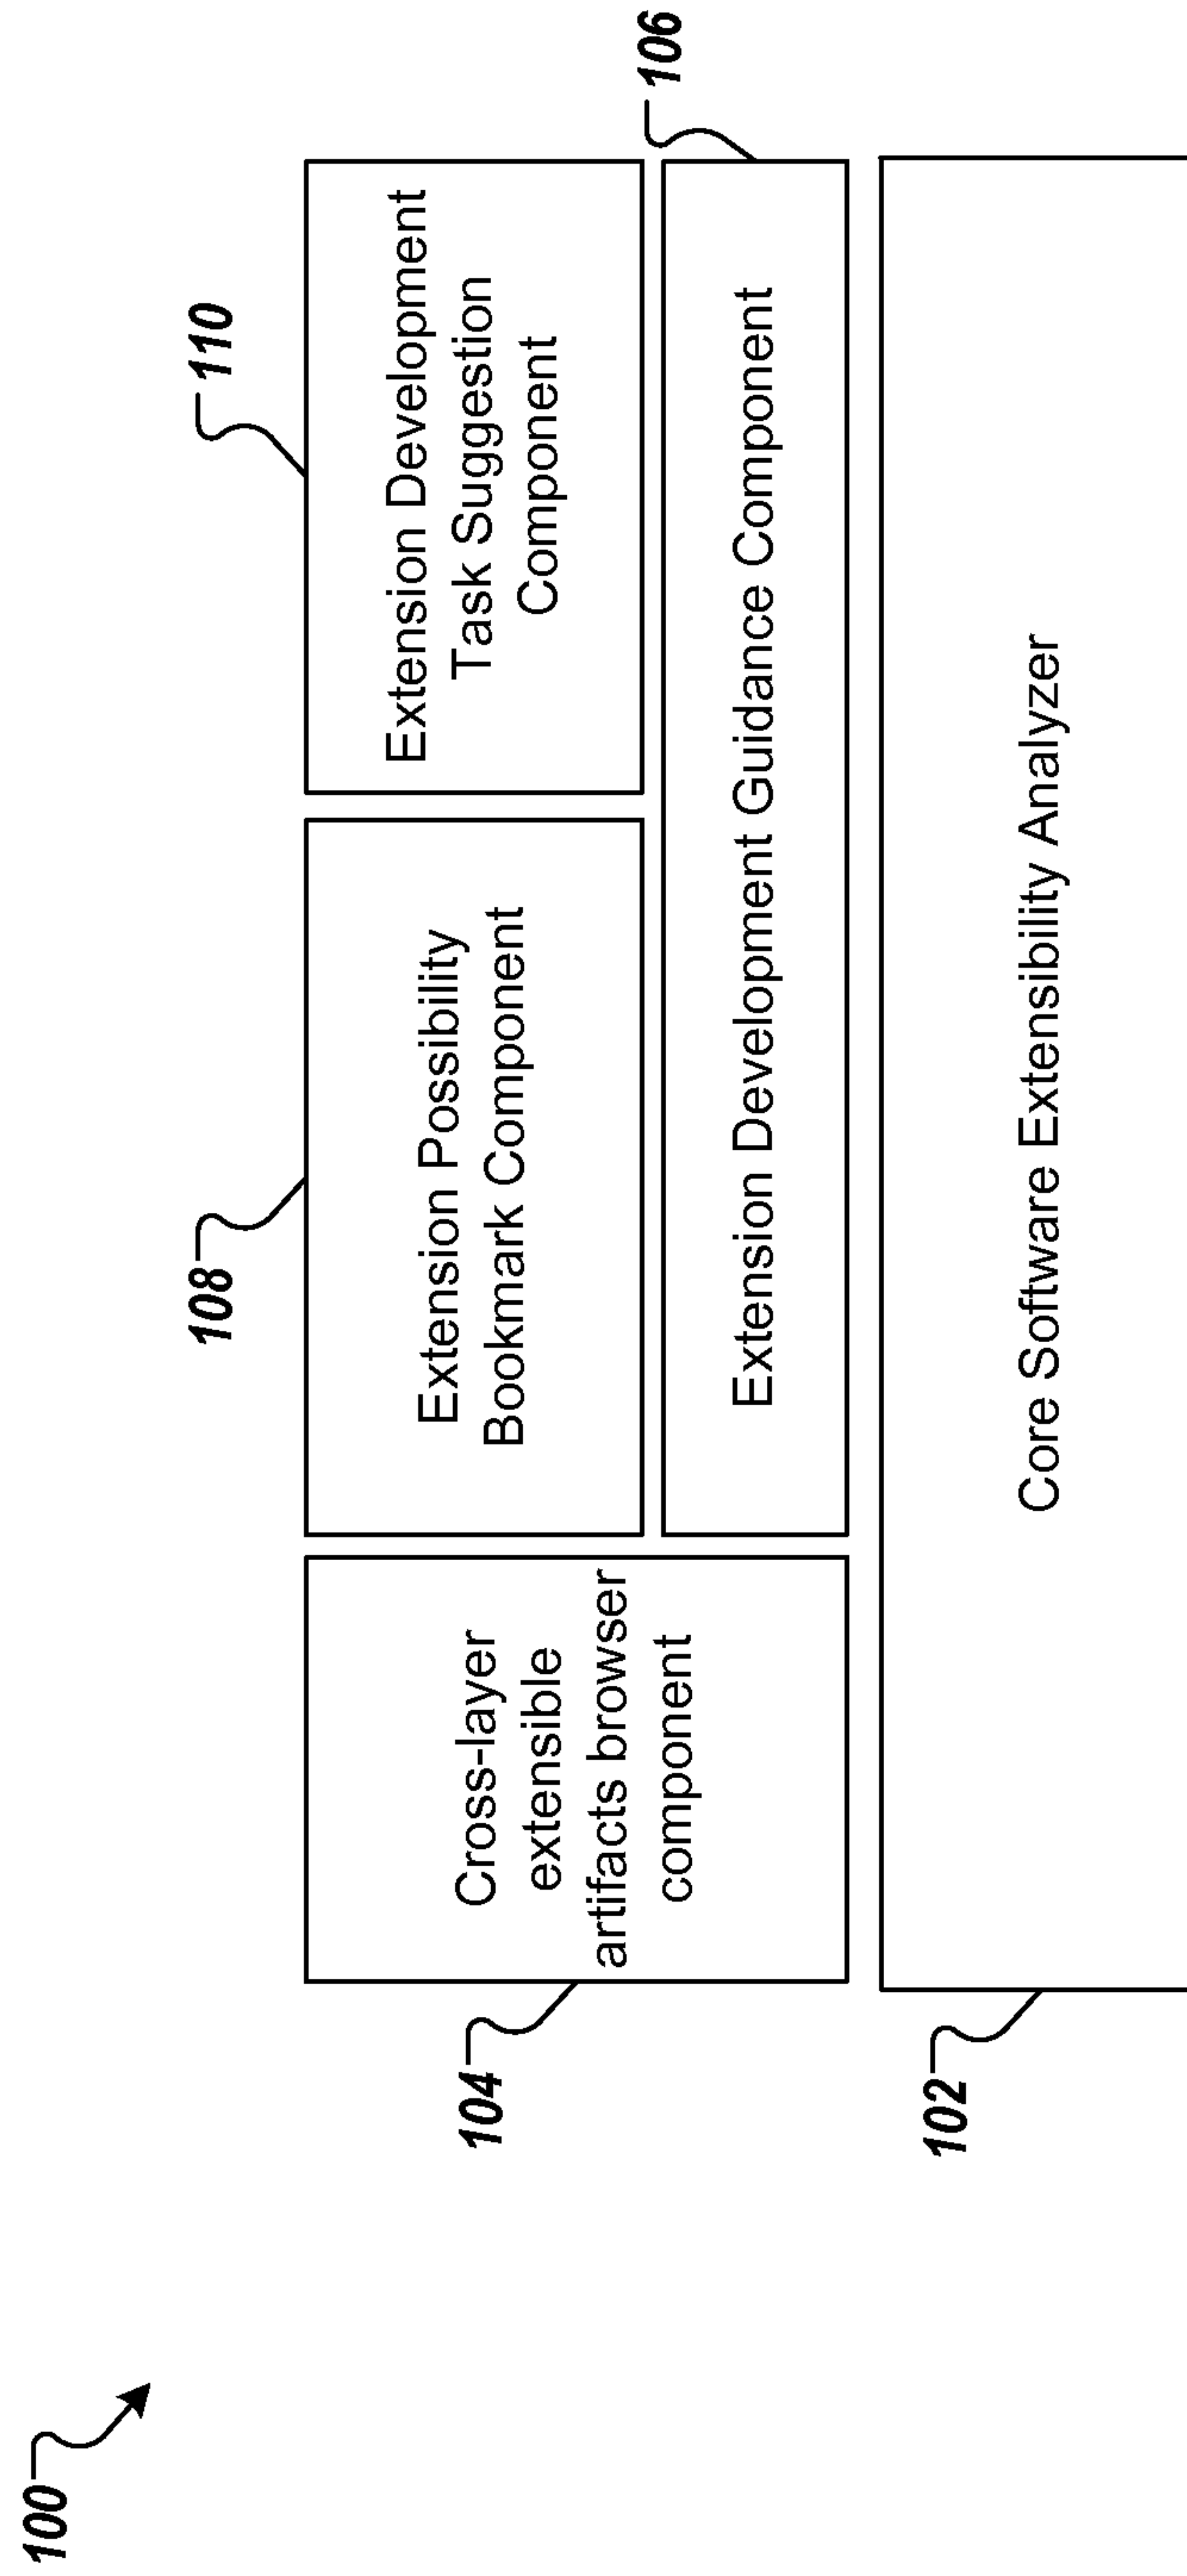 100
104
Cross-layer
extensible
artifacts browser
component
108
Extension Possibility
Bookmark Component
110
Extension Development
Task Suggestion
Component
106
Extension Development Guidance Component
102
Core Software Extensibility Analyzer